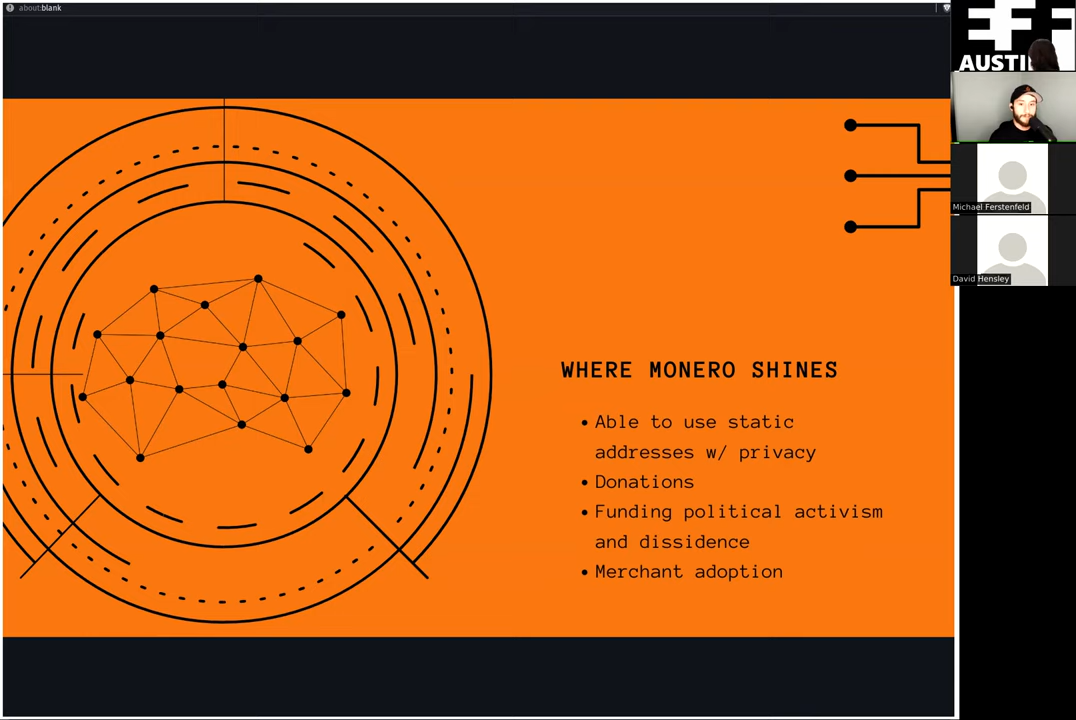 about:blank
EFF
AUSTI
Michael Ferstenfeld
David Hensley
WHERE MONERO SHINES
• Able to use static
addresses w/ privacy
• Donations
• Funding political activism
and dissidence
• Merchant adoption